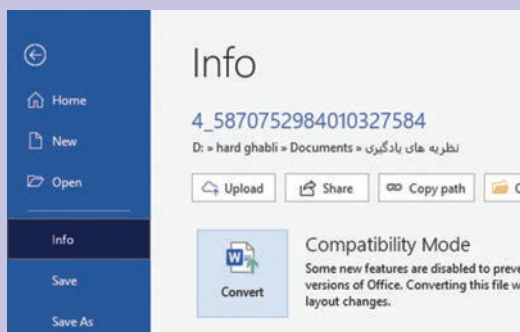 Info
Home
New
Open
Info
Save
Save As
4_5870752984010327584
D: » hard ghabli » Documents » نظریه های یادگیری
Upload
Share
Copy path
Convert
Compatibility Mode
Some new features are disabled to
versions of Office. Converting this file
layout changes.